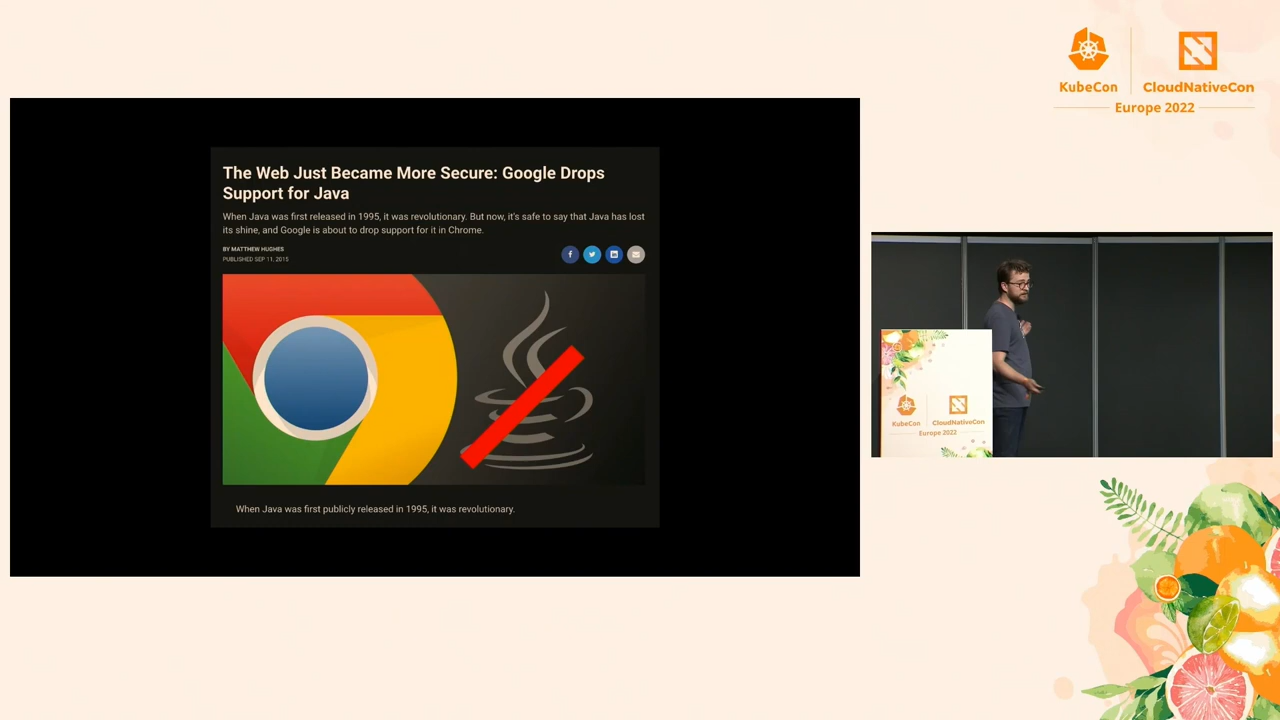 KubeCon
CloudNativeCon
Europe 2022
The Web Just Became More Secure: Google Drops
Support for Java
When Java was first released in 1995, it was revolutionary. But now, it's safe to say that Java has lost
its shine, and Google is about to drop support for it in Chrome.
BY MATTHEW HUGHES
PUBLISHED SEP 11, 2015
When Java was first publicly released in 1995, it was revolutionary.
KubeCon
CloudNativeCon
Europe 2022